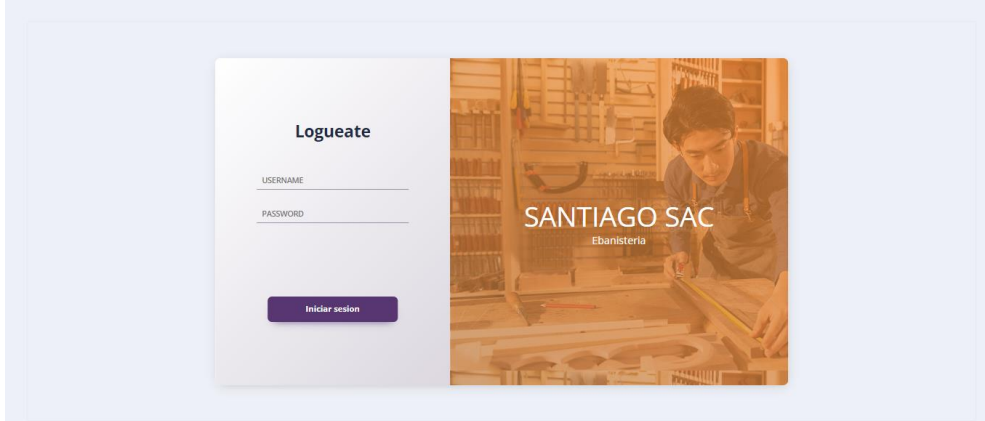 Logueate
USERNAME
PASSWORD
Iniciar sesion
SANTIAGO SAC
Ebanisteria